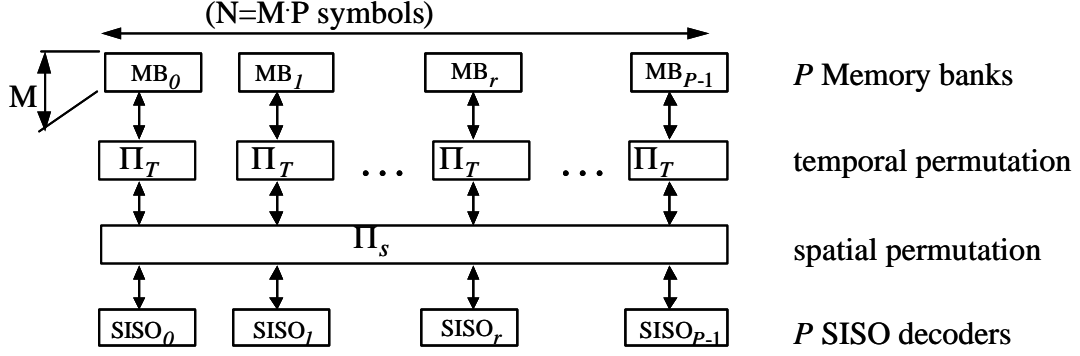 (N=M·P symbols)
M
MB0 MB1 MBr MBP-1 P Memory banks
ΠT ΠT ... ΠT ... ΠT temporal permutation
Πs spatial permutation
SISO0 SISO1 SISOr SISOP-1 P SISO decoders